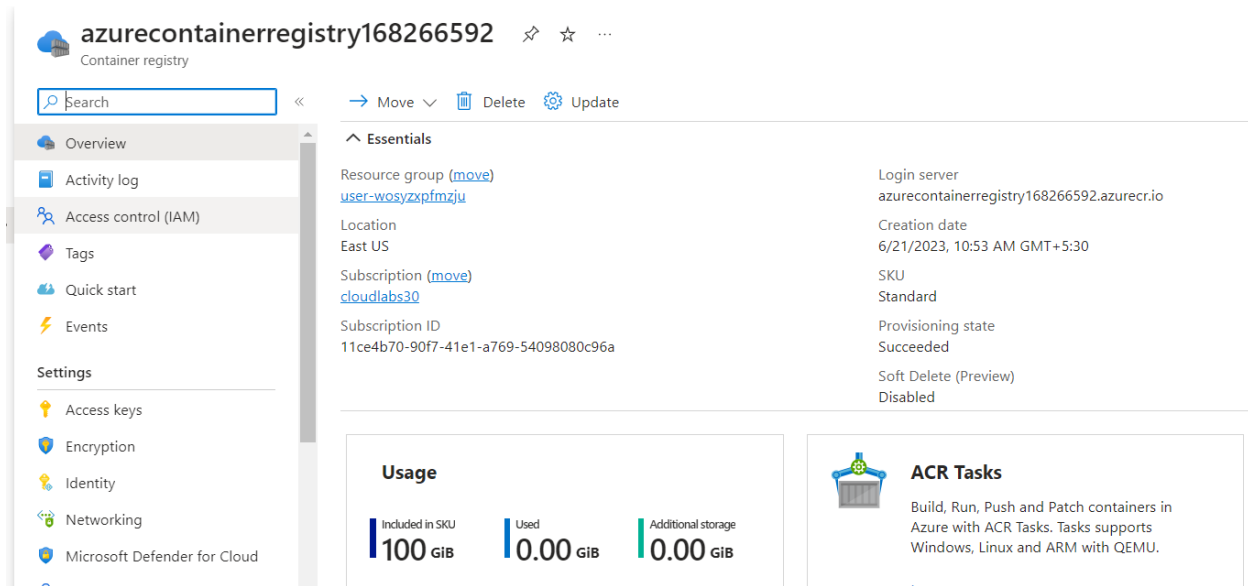 azurecontainerregistry168266592
Container registry
Search
Move
Delete
Update
Overview
Activity log
Access control (IAM)
Tags
Quick start
Events
Settings
Access keys
Encryption
Identity
Networking
Microsoft Defender for Cloud
Essentials
Resource group (move)
user-wosyzxpfmzju
Location
East US
Subscription (move)
cloudlabs30
Subscription ID
11ce4b70-90f7-41e1-a769-54098080c96a
Login server
azurecontainerregistry168266592.azurecr.io
Creation date
6/21/2023, 10:53 AM GMT+5:30
SKU
Standard
Provisioning state
Succeeded
Soft Delete (Preview)
Disabled
Usage
Included in SKU
100 GiB
Used
0.00 GiB
Additional storage
0.00 GiB
ACR Tasks
Build, Run, Push and Patch containers in
Azure with ACR Tasks. Tasks supports
Windows, Linux and ARM with QEMU.